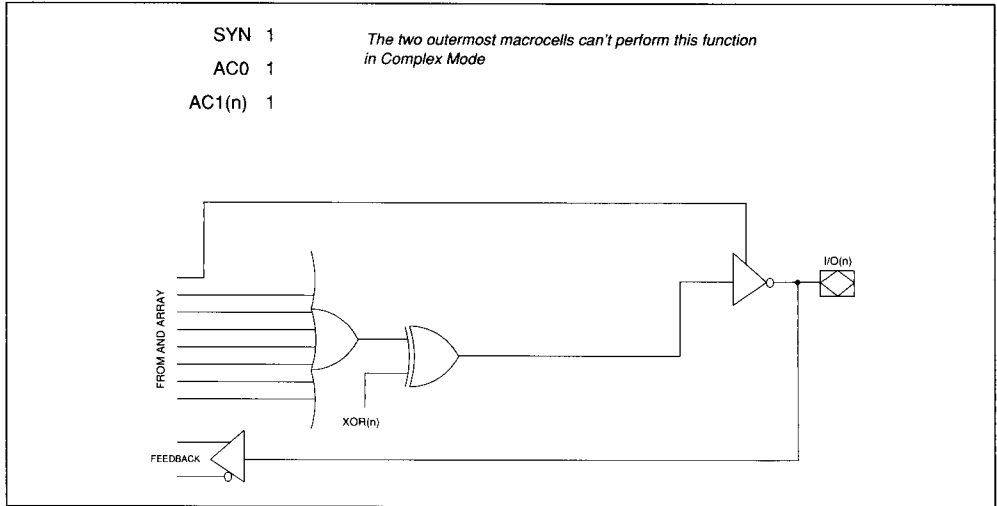 SYN 1
AC0 1
AC1(n) 1
The two outermost macrocells can't perform this function
in Complex Mode
I/O(n)
FROM AND ARRAY
XOR(n)
FEEDBACK